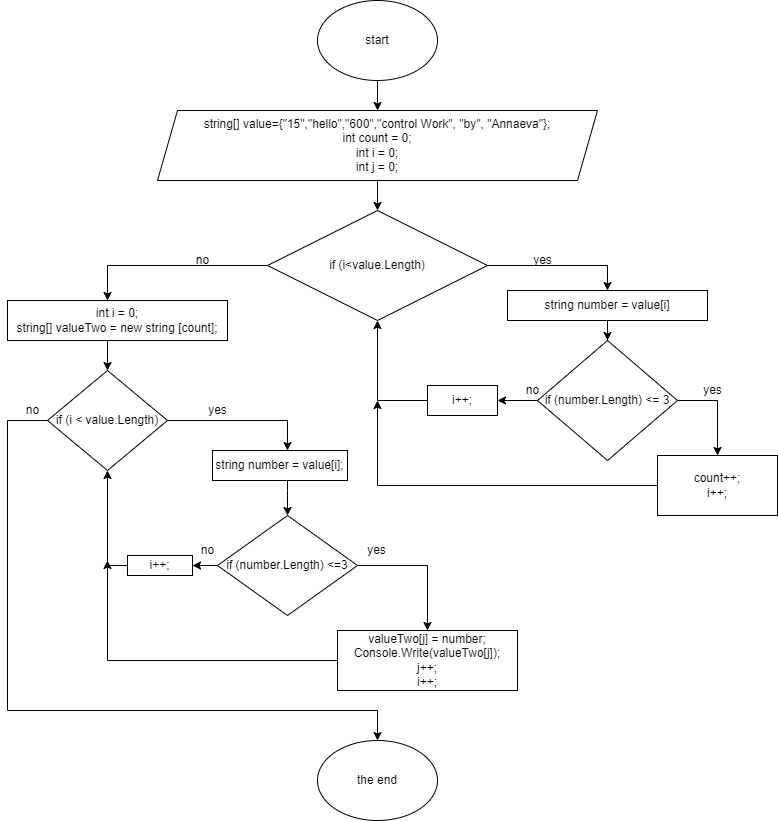 start
string[] value={"15","hello","600","control Work", "by", "Annaeva"};
int count = 0;
int i = 0;
int j = 0;
if (i<value.Length)
no
yes
int i = 0;
string[] valueTwo = new string [count];
string number = value[i]
if (number.Length) <= 3
no
yes
i++;
count++;
i++;
if (i < value.Length)
no
yes
string number = value[i];
if (number.Length) <=3
no
yes
i++;
valueTwo[j] = number;
Console.Write(valueTwo[j]);
j++;
i++;
the end